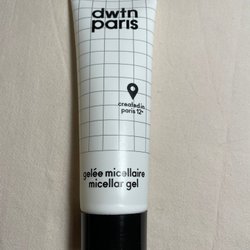 dwtn
paris
created in
paris 12e
gelée micellaire
micellar gel